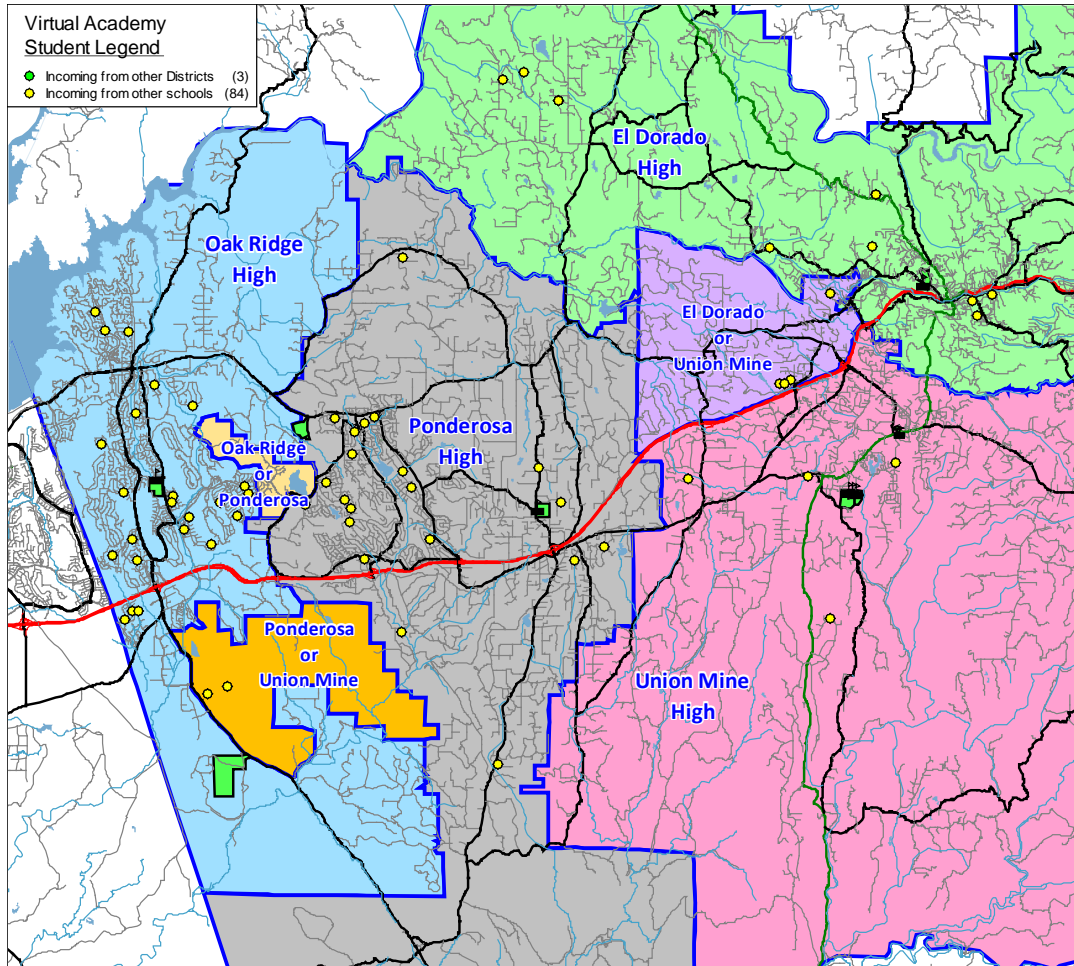 Virtual Academy
Student Legend
Incoming from other Districts (3)
Incoming from other schools (84)
El Dorado
High
Oak Ridge
High
El Dorado
or
Union Mine
Ponderosa
High
Oak Ridge
or
Ponderosa
Ponderosa
or
Union Mine
Union Mine
High